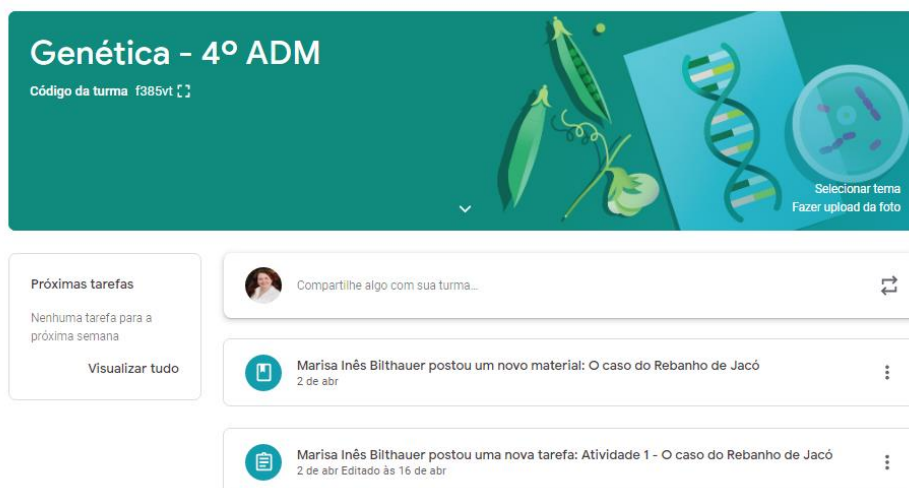 Genética - 4º ADM
Código da turma f385vt
Selecionar tema
Fazer upload da foto
Próximas tarefas
Nenhuma tarefa para a
próxima semana
Visualizar tudo
Compartilhe algo com sua turma...
Marisa Inês Bilthauer postou um novo material: O caso do Rebanho de Jacó
2 de abr
Marisa Inês Bilthauer postou uma nova tarefa: Atividade 1 - O caso do Rebanho de Jacó
2 de abr Editado às 16 de abr